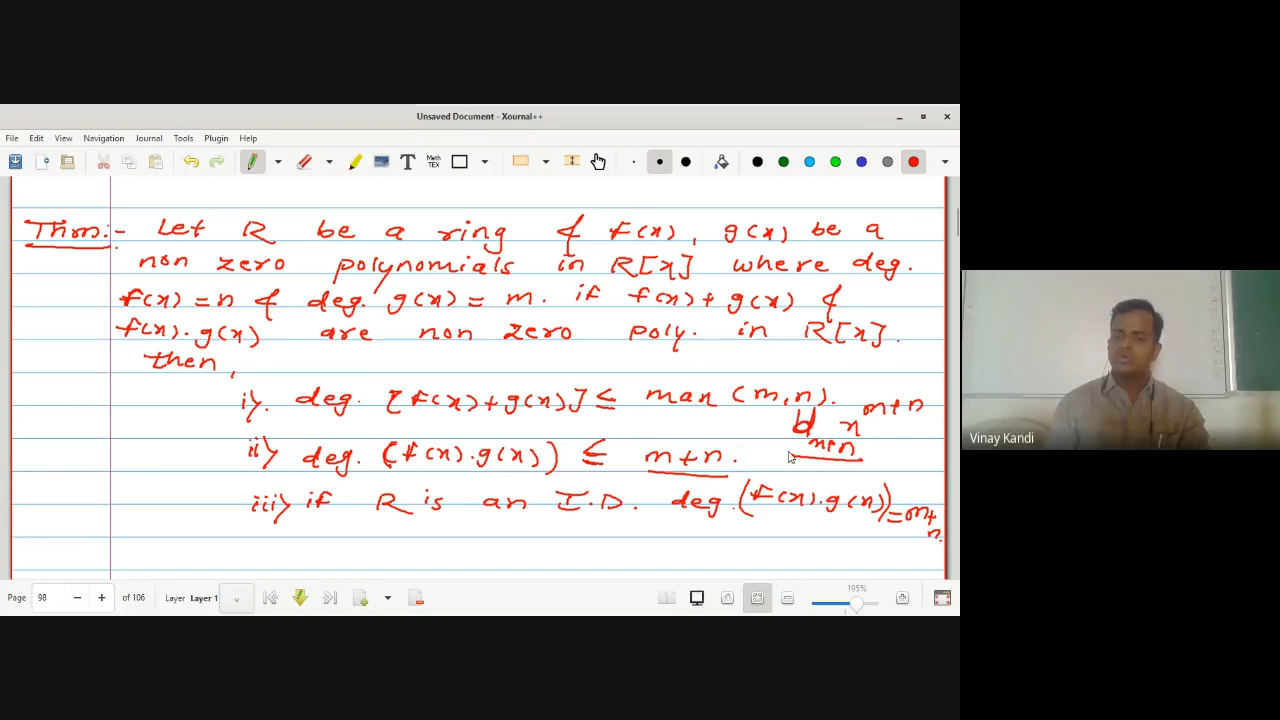 Unsaved Document - Xournal++
File Edit View Navigation Journal Tools Plugin Help
Thm:- Let R be a ring & f(x), g(x) be a
non zero polynomials in R[x] where deg.
f(x) = n & deg. g(x) = m. if f(x) + g(x) &
f(x).g(x) are non zero poly. in R[x].
then,
i). deg. [f(x)+g(x)] ≤ max (m,n).
d_{m+n} x^{m+n}
ii) deg. (f(x).g(x)) ≤ m+n.
iii) if R is an I.D. deg.(f(x).g(x)) = m+
n.
Vinay Kandi
Page 98 of 106 Layer Layer 1 195%